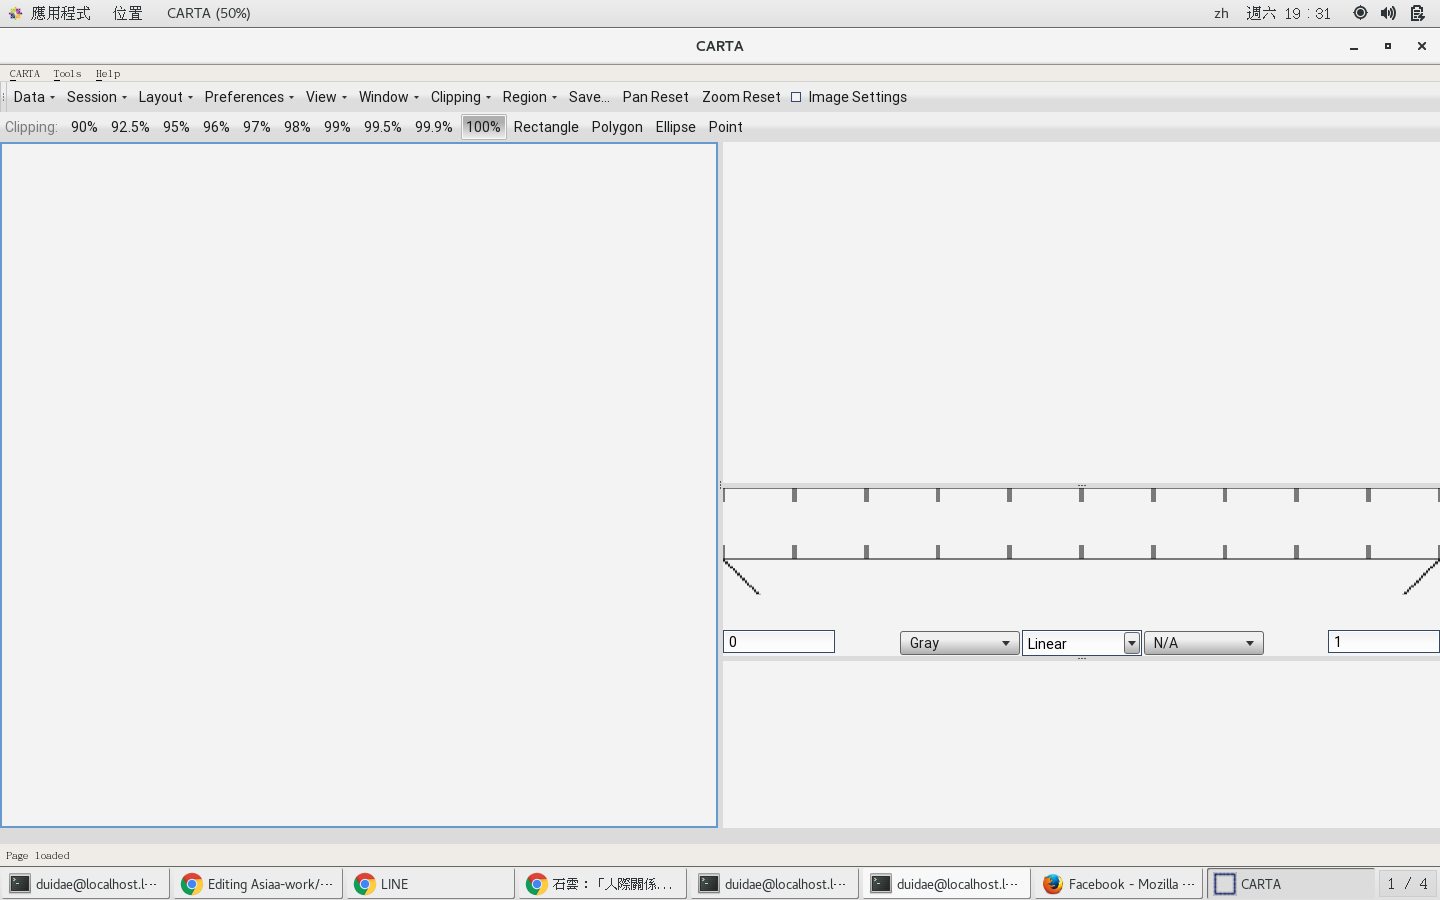 應用程式 位置 CARTA (50%) zh 週六 19：31
CARTA
CARTA Tools Help
Data Session Layout Preferences View Window Clipping Region Save... Pan Reset Zoom Reset Image Settings
Clipping: 90% 92.5% 95% 96% 97% 98% 99% 99.5% 99.9% 100% Rectangle Polygon Ellipse Point
0 Gray Linear N/A 1
Page loaded
duidae@localhost.l··· Editing Asiaa-work/··· LINE 石雲：「人際關係... duidae@localhost.l··· duidae@localhost.l··· Facebook - Mozilla ··· CARTA 1 / 4